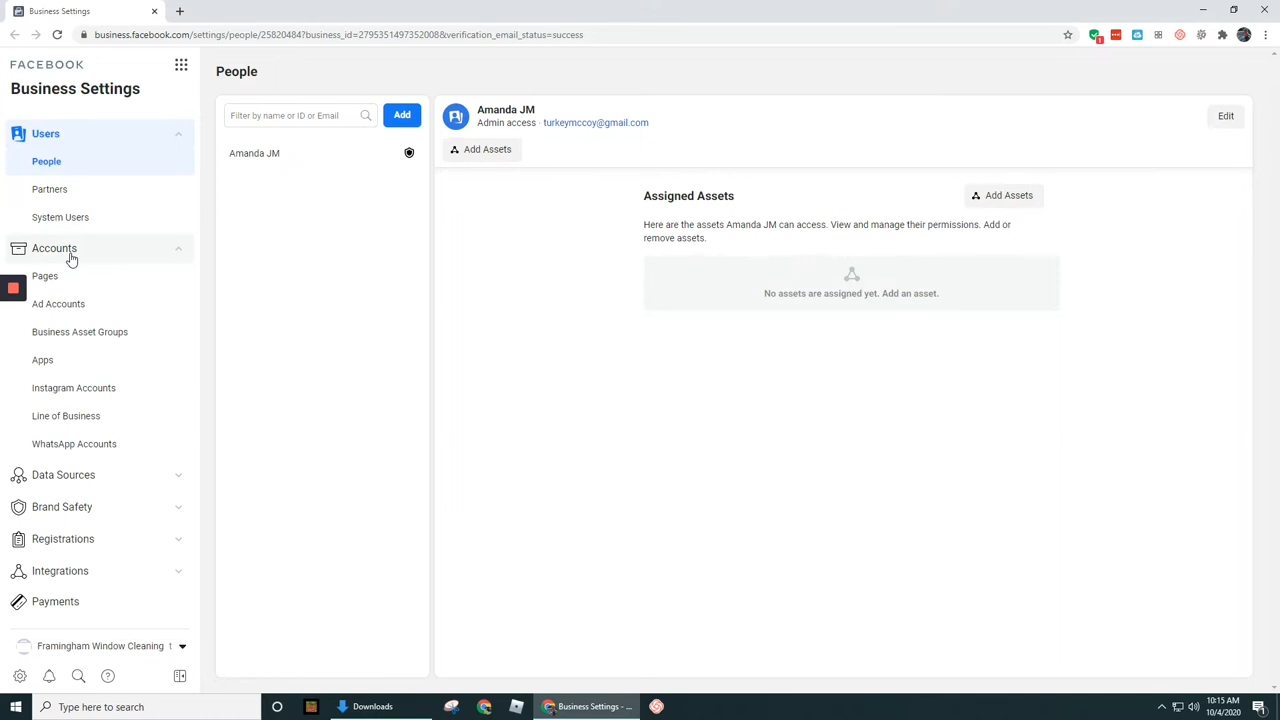 Business Settings
business.facebook.com/settings/people/25820484?business_id=2795351497352008&verification_email_status=success
1
FACEBOOK
Business Settings
Users
People
Partners
System Users
Accounts
Pages
Ad Accounts
Business Asset Groups
Apps
Instagram Accounts
Line of Business
WhatsApp Accounts
Data Sources
Brand Safety
Registrations
Integrations
Payments
Framingham Window Cleaning t
People
Filter by name or ID or Email
Add
Amanda JM
Amanda JM
Admin access · turkeymccoy@gmail.com
Edit
Add Assets
Assigned Assets
Add Assets
Here are the assets Amanda JM can access. View and manage their permissions. Add or
remove assets.
No assets are assigned yet. Add an asset.
Type here to search
Downloads
Business Settings - ...
10:15 AM
10/4/2020
1